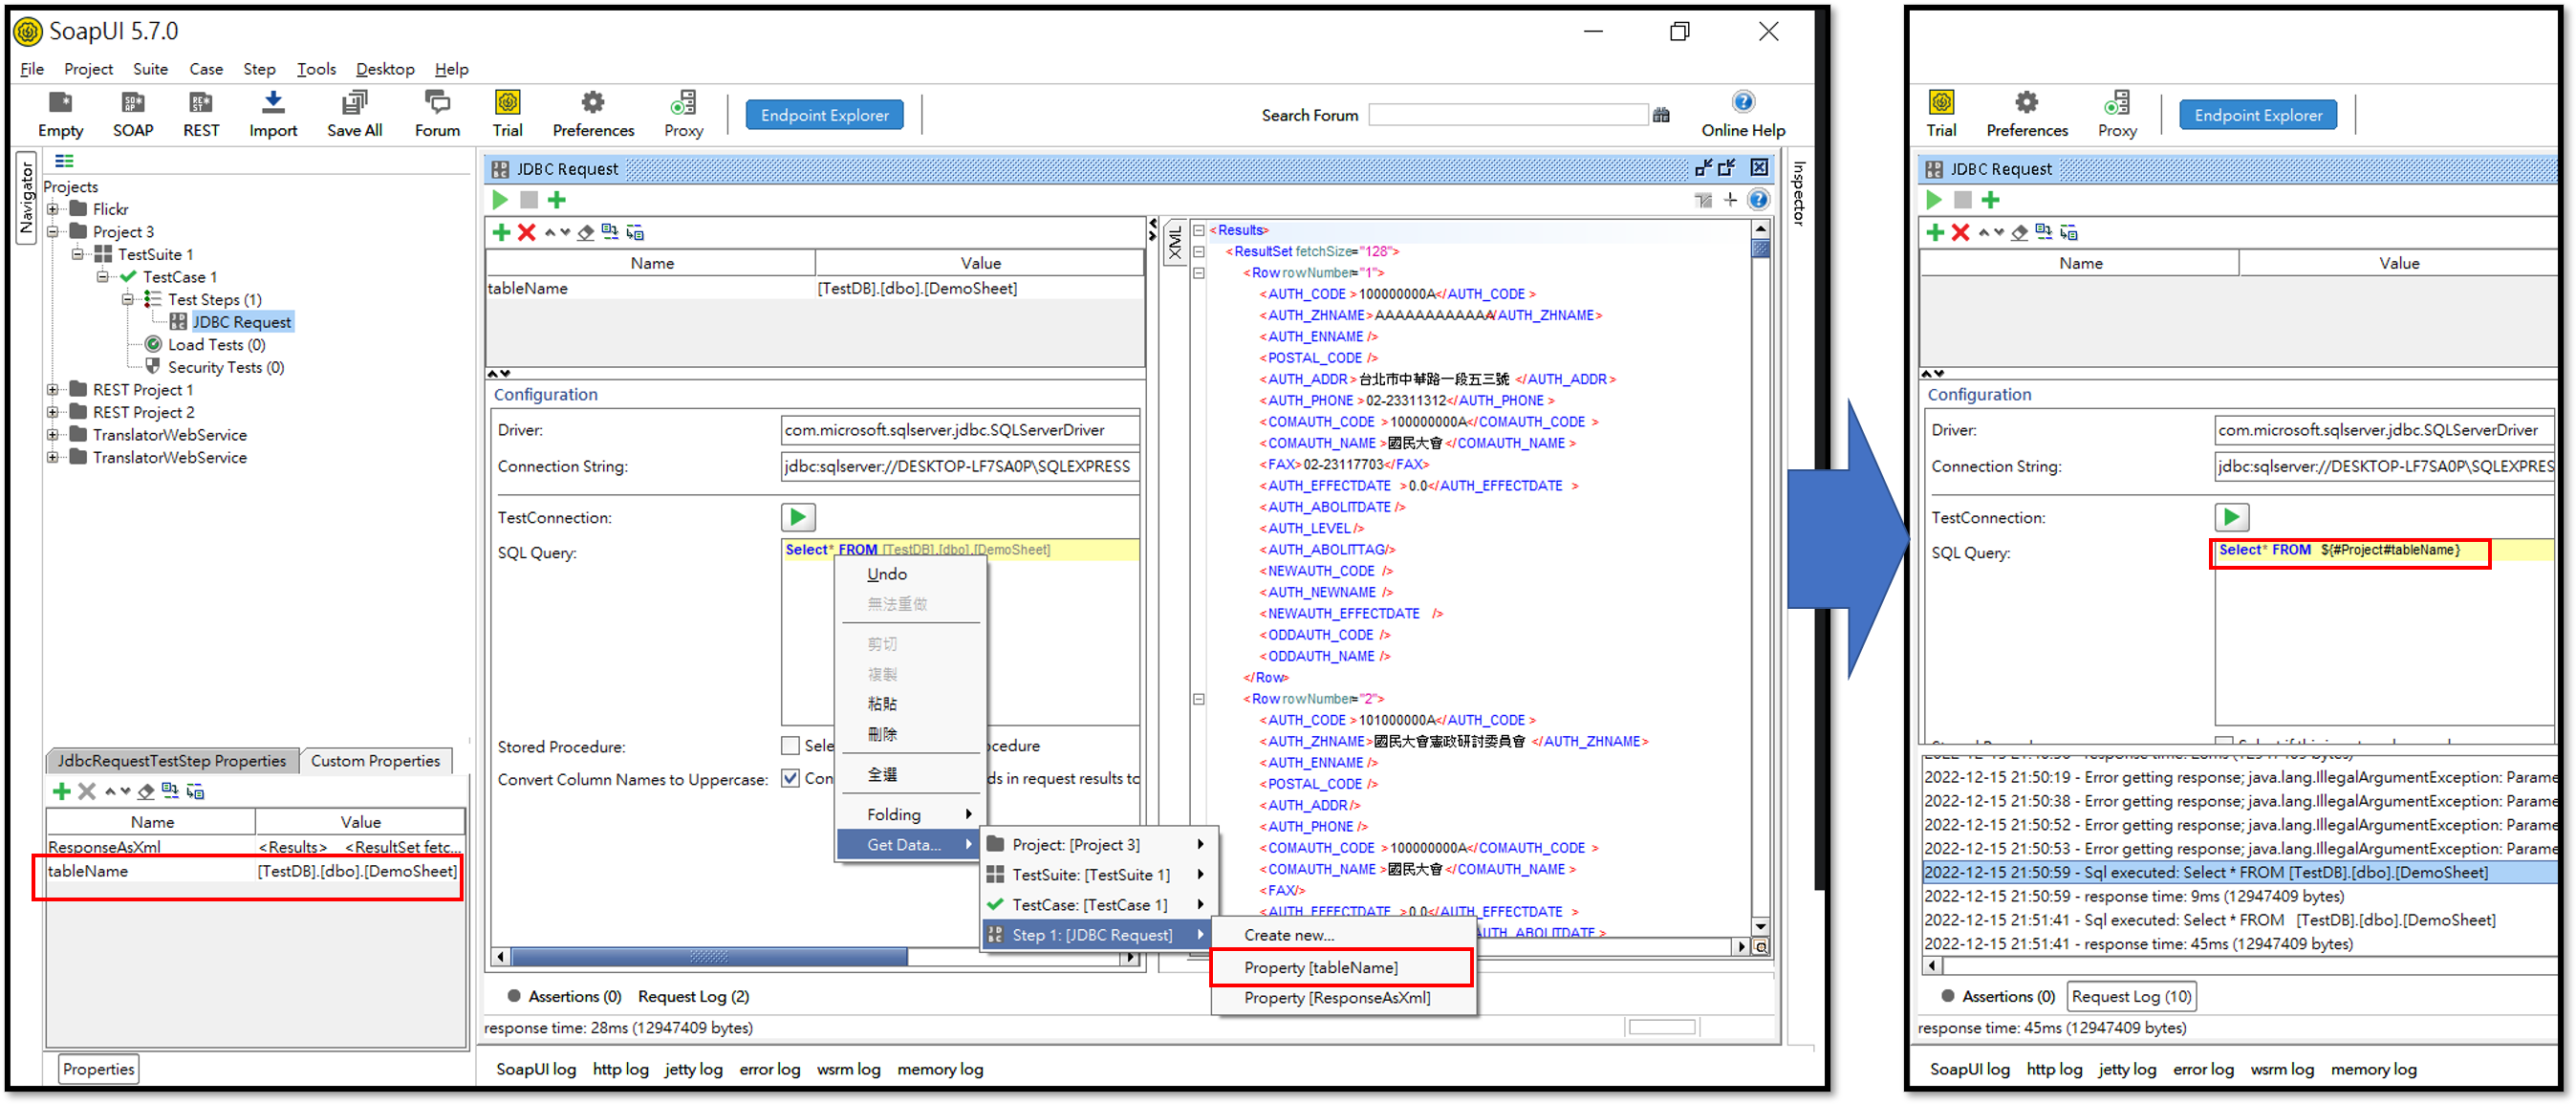 SoapUI 5.7.0
File Project Suite Case Step Tools Desktop Help
Empty SOAP REST Import Save All Forum Trial Preferences Proxy Endpoint Explorer Search Forum Online Help
Navigator
Projects
Flickr
Project 3
TestSuite 1
TestCase 1
Test Steps (1)
JDBC Request
Load Tests (0)
Security Tests (0)
REST Project 1
REST Project 2
TranslatorWebService
TranslatorWebService
JdbcRequestTestStep Properties Custom Properties
Name Value
ResponseAsXml <Results> <ResultSet fetc...
tableName [TestDB].[dbo].[DemoSheet]
Properties
JDBC Request
Inspector
Name Value
tableName [TestDB].[dbo].[DemoSheet]
Configuration
Driver: com.microsoft.sqlserver.jdbc.SQLServerDriver
Connection String: jdbc:sqlserver://DESKTOP-LF7SA0P\SQLEXPRESS
TestConnection:
SQL Query: Select* FROM [TestDB].[dbo].[DemoSheet]
Undo
無法重做
剪切
複製
粘貼
刪除
全選
Folding
Get Data...
Stored Procedure: Sele cedure
Convert Column Names to Uppercase: Con ds in request results to
Project: [Project 3]
TestSuite: [TestSuite 1]
TestCase: [TestCase 1]
Step 1: [JDBC Request]
Create new...
Property [tableName]
Property [ResponseAsXml]
XML
<Results>
<ResultSet fetchSize="128">
<Row rowNumber="1">
<AUTH_CODE>100000000A</AUTH_CODE>
<AUTH_ZHNAME>AAAAAAAAAAAA</AUTH_ZHNAME>
<AUTH_ENNAME/>
<POSTAL_CODE/>
<AUTH_ADDR>台北市中華路一段五三號</AUTH_ADDR>
<AUTH_PHONE>02-23311312</AUTH_PHONE>
<COMAUTH_CODE>100000000A</COMAUTH_CODE>
<COMAUTH_NAME>國民大會</COMAUTH_NAME>
<FAX>02-23117703</FAX>
<AUTH_EFFECTDATE>0.0</AUTH_EFFECTDATE>
<AUTH_ABOLITDATE/>
<AUTH_LEVEL/>
<AUTH_ABOLITTAG/>
<NEWAUTH_CODE/>
<AUTH_NEWNAME/>
<NEWAUTH_EFFECTDATE/>
<ODDAUTH_CODE/>
<ODDAUTH_NAME/>
</Row>
<Row rowNumber="2">
<AUTH_CODE>101000000A</AUTH_CODE>
<AUTH_ZHNAME>國民大會憲政研討委員會</AUTH_ZHNAME>
<AUTH_ENNAME/>
<POSTAL_CODE/>
<AUTH_ADDR/>
<AUTH_PHONE/>
<COMAUTH_CODE>100000000A</COMAUTH_CODE>
<COMAUTH_NAME>國民大會</COMAUTH_NAME>
<FAX/>
<AUTH_EFFECTDATE>0.0</AUTH_EFFECTDATE>
AUTH_ABOLITDATE>
Assertions (0) Request Log (2)
response time: 28ms (12947409 bytes)
SoapUI log http log jetty log error log wsrm log memory log
Trial Preferences Proxy Endpoint Explorer
JDBC Request
Name Value
Configuration
Driver: com.microsoft.sqlserver.jdbc.SQLServerDriver
Connection String: jdbc:sqlserver://DESKTOP-LF7SA0P\SQLEXPRES
TestConnection:
SQL Query: Select* FROM ${#Project#tableName}
2022-12-15 21:50:19 - Error getting response; java.lang.IllegalArgumentException: Parame
2022-12-15 21:50:38 - Error getting response; java.lang.IllegalArgumentException: Parame
2022-12-15 21:50:52 - Error getting response; java.lang.IllegalArgumentException: Parame
2022-12-15 21:50:53 - Error getting response; java.lang.IllegalArgumentException: Parame
2022-12-15 21:50:59 - Sql executed: Select * FROM [TestDB].[dbo].[DemoSheet]
2022-12-15 21:50:59 - response time: 9ms (12947409 bytes)
2022-12-15 21:51:41 - Sql executed: Select * FROM [TestDB].[dbo].[DemoSheet]
2022-12-15 21:51:41 - response time: 45ms (12947409 bytes)
Assertions (0) Request Log (10)
response time: 45ms (12947409 bytes)
SoapUI log http log jetty log error log wsrm log memory log